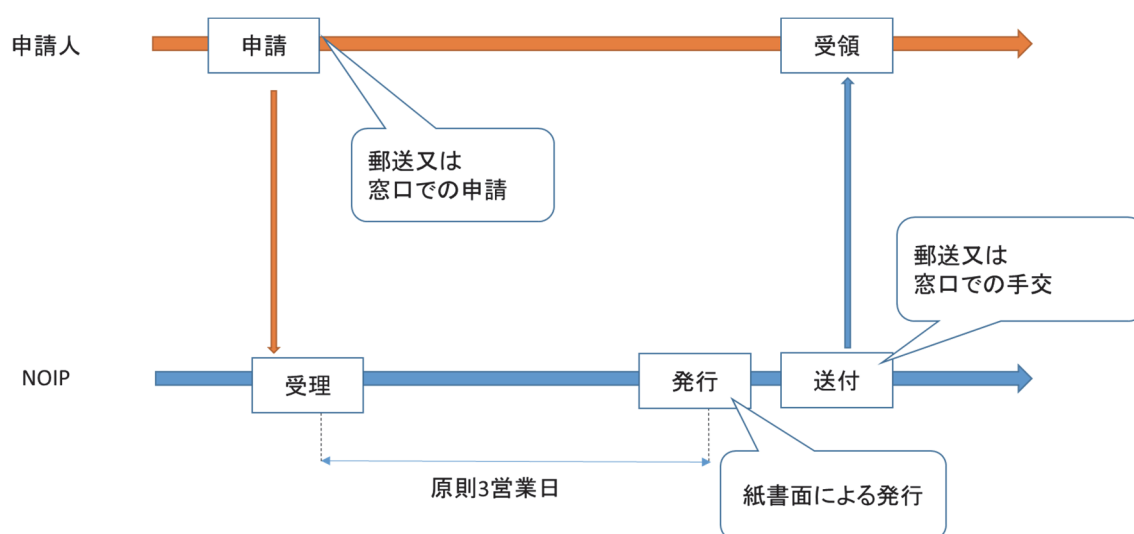 申請人
申請
受領
郵送又は
窓口での申請
郵送又は
窓口での手交
NOIP
受理
発行
送付
原則3営業日
紙書面による発行